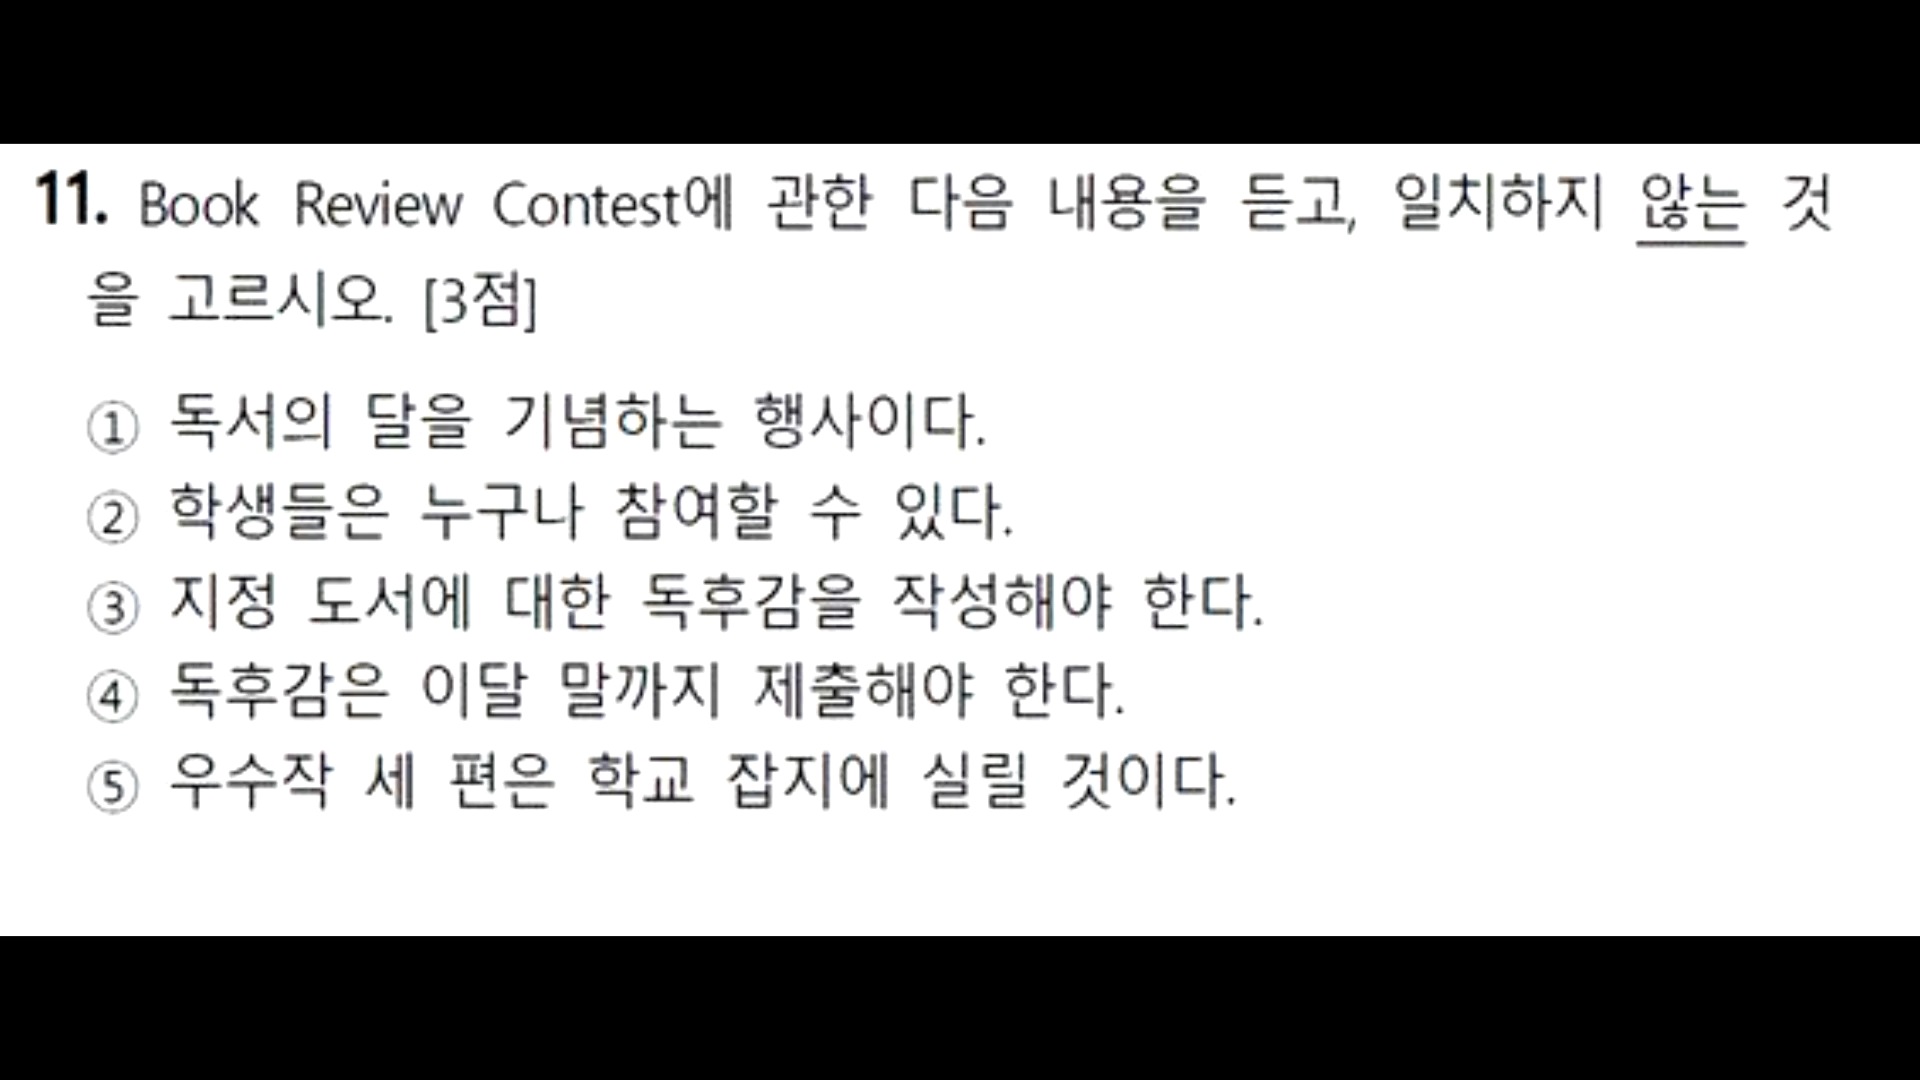 11. Book Review Contest에 관한 다음 내용을 듣고, 일치하지 않는 것
을 고르시오. [3점]
① 독서의 달을 기념하는 행사이다.
② 학생들은 누구나 참여할 수 있다.
③ 지정 도서에 대한 독후감을 작성해야 한다.
④ 독후감은 이달 말까지 제출해야 한다.
⑤ 우수작 세 편은 학교 잡지에 실릴 것이다.